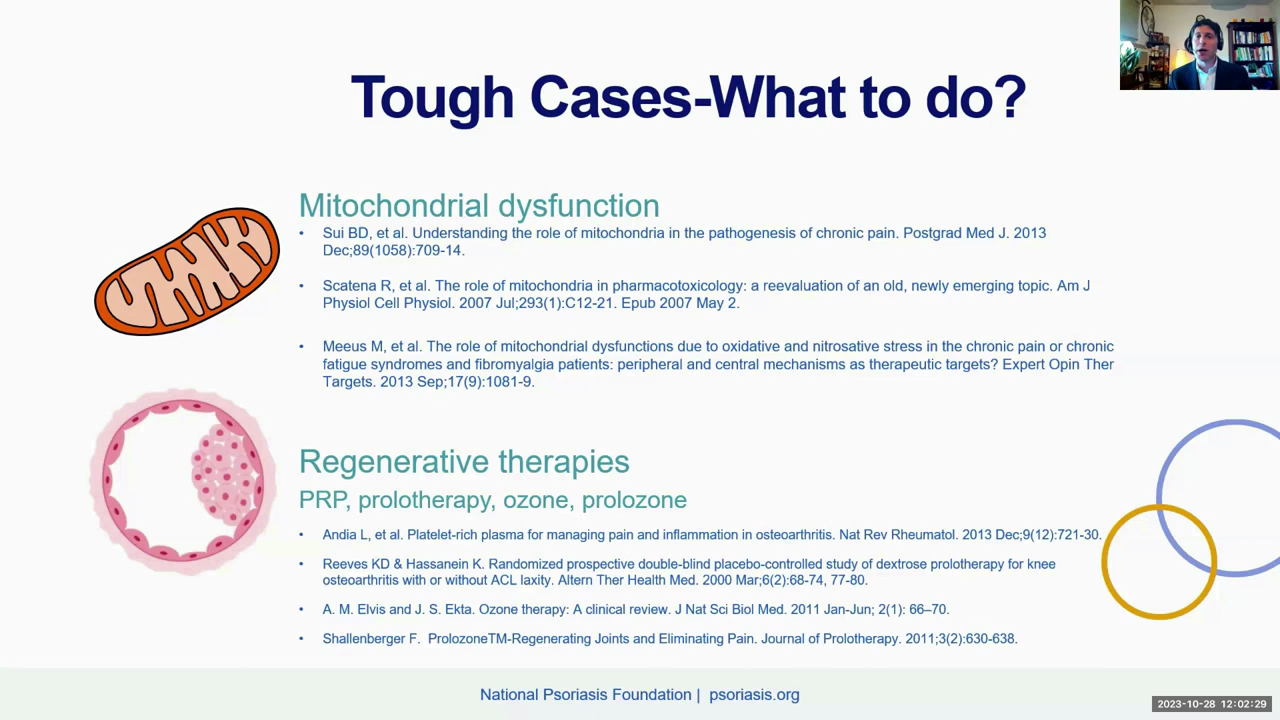 Tough Cases-What to do?
Mitochondrial dysfunction
• Sui BD, et al. Understanding the role of mitochondria in the pathogenesis of chronic pain. Postgrad Med J. 2013
Dec;89(1058):709-14.
• Scatena R, et al. The role of mitochondria in pharmacotoxicology: a reevaluation of an old, newly emerging topic. Am J
Physiol Cell Physiol. 2007 Jul;293(1):C12-21. Epub 2007 May 2.
• Meeus M, et al. The role of mitochondrial dysfunctions due to oxidative and nitrosative stress in the chronic pain or chronic
fatigue syndromes and fibromyalgia patients: peripheral and central mechanisms as therapeutic targets? Expert Opin Ther
Targets. 2013 Sep;17(9):1081-9.
Regenerative therapies
PRP, prolotherapy, ozone, prolozone
• Andia L, et al. Platelet-rich plasma for managing pain and inflammation in osteoarthritis. Nat Rev Rheumatol. 2013 Dec;9(12):721-30.
• Reeves KD & Hassanein K. Randomized prospective double-blind placebo-controlled study of dextrose prolotherapy for knee
osteoarthritis with or without ACL laxity. Altern Ther Health Med. 2000 Mar;6(2):68-74, 77-80.
• A. M. Elvis and J. S. Ekta. Ozone therapy: A clinical review. J Nat Sci Biol Med. 2011 Jan-Jun; 2(1): 66–70.
• Shallenberger F. ProlozoneTM-Regenerating Joints and Eliminating Pain. Journal of Prolotherapy. 2011;3(2):630-638.
National Psoriasis Foundation | psoriasis.org
2023-10-28 12:02:29